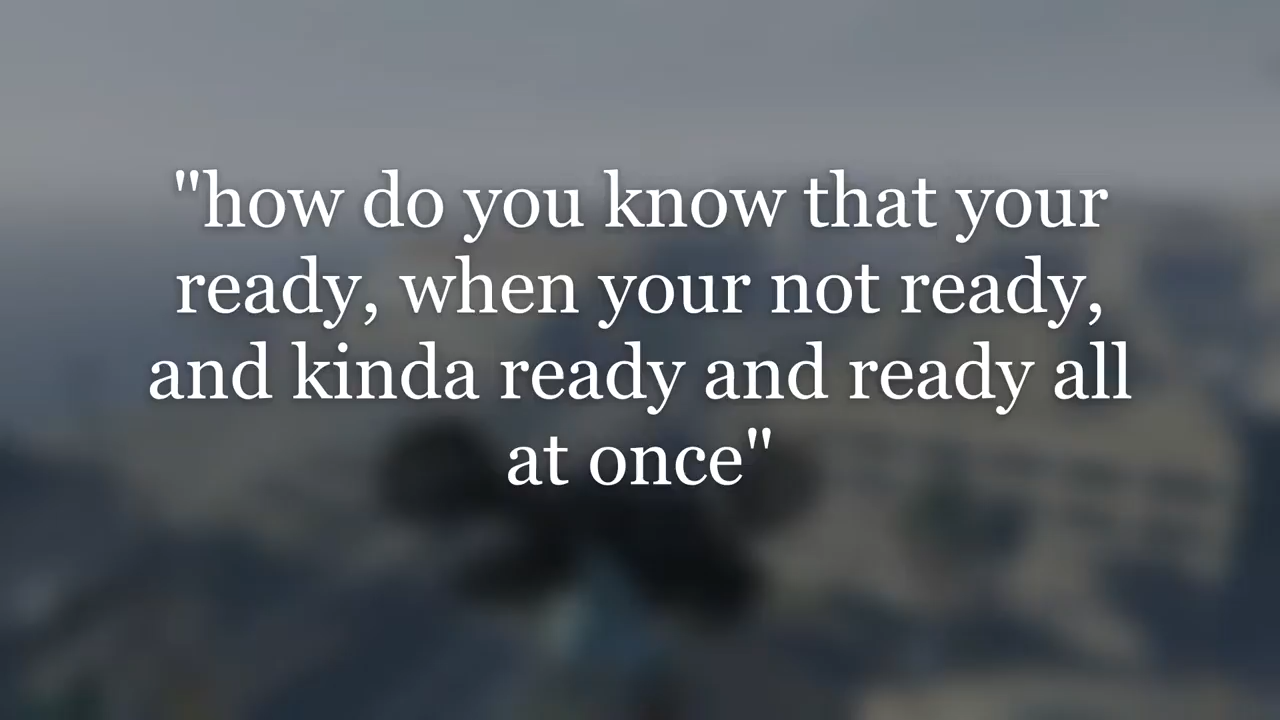 "how do you know that your
ready, when your not ready,
and kinda ready and ready all
at once"